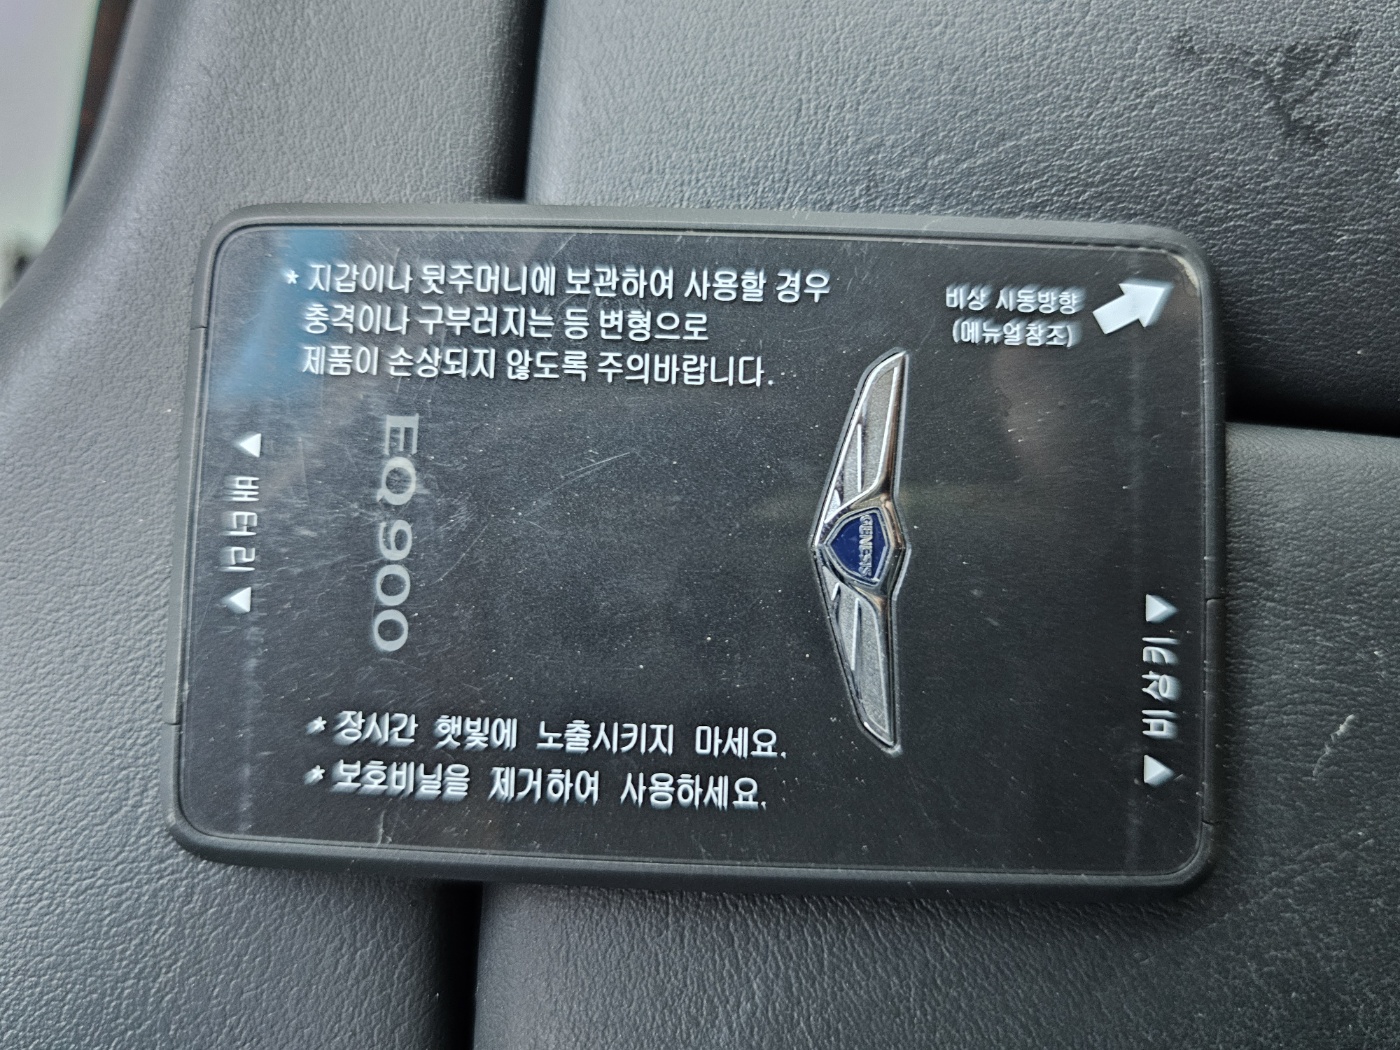 * 지갑이나 뒷주머니에 보관하여 사용할 경우
충격이나 구부러지는 등 변형으로
제품이 손상되지 않도록 주의바랍니다.
비상 시동방향
(메뉴얼참조)
배터리
EQ 900
GENESIS
비상키
* 장시간 햇빛에 노출시키지 마세요.
* 보호비닐을 제거하여 사용하세요.